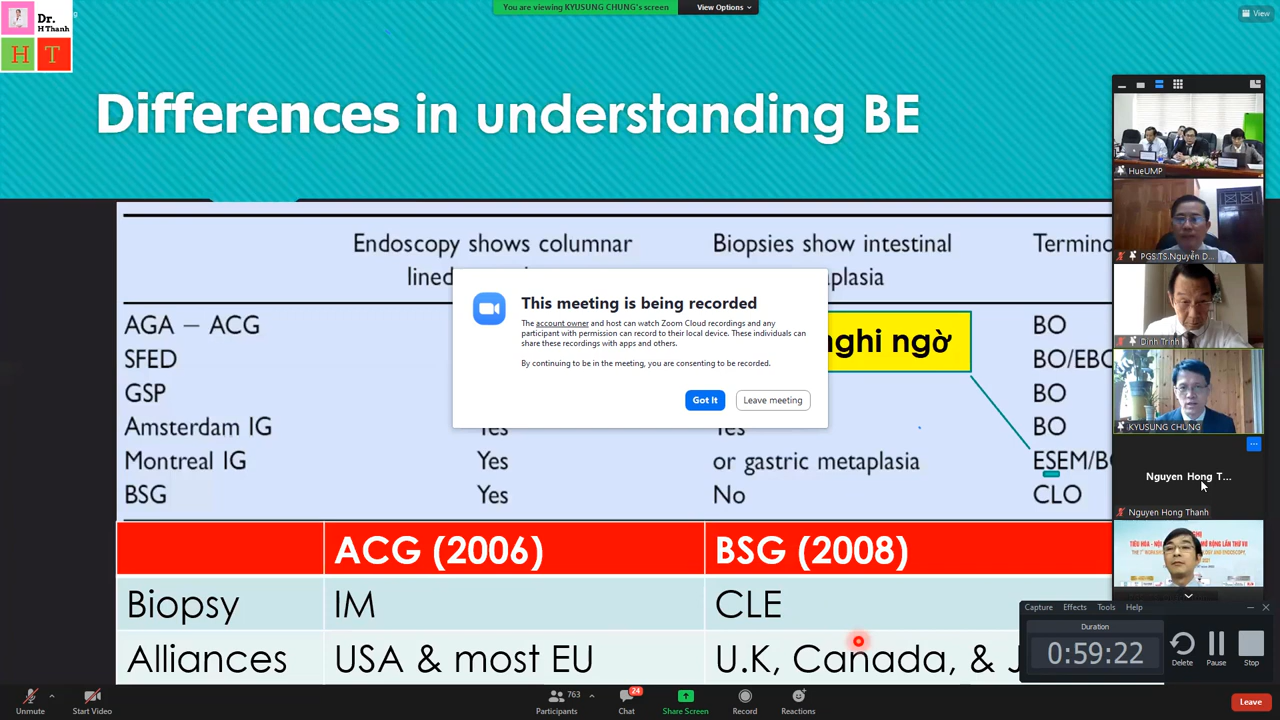 Dr.
H Thanh
H T
You are viewing KYUSUNG CHUNG's screen
View Options
View
Differences in understanding BE
Endoscopy shows columnar
lined
Biopsies show intestinal
Termino
AGA – ACG
BO
SFED
BO/EBO
GSP
BO
Amsterdam IG
Yes
Yes
BO
Montreal IG
Yes
or gastric metaplasia
ESEM/BO
BSG
Yes
No
CLO
nghi ngờ
This meeting is being recorded
The account owner and host can watch Zoom Cloud recordings and any
participant with permission can record to their local device. These individuals can
share these recordings with apps and others.
By continuing to be in the meeting, you are consenting to be recorded.
Got It
Leave meeting
ACG (2006)
BSG (2008)
Biopsy
IM
CLE
Alliances
USA & most EU
U.K, Canada, & J
HueUMP
PGS.TS.Nguyễn D...
Dinh Trinh
KYUSUNG CHUNG
Nguyen Hong T...
Nguyen Hong Thanh
Capture
Effects
Tools
Help
Duration
0:59:22
Delete
Pause
Stop
Unmute
Start Video
763
Participants
24
Chat
Share Screen
Record
Reactions
Leave